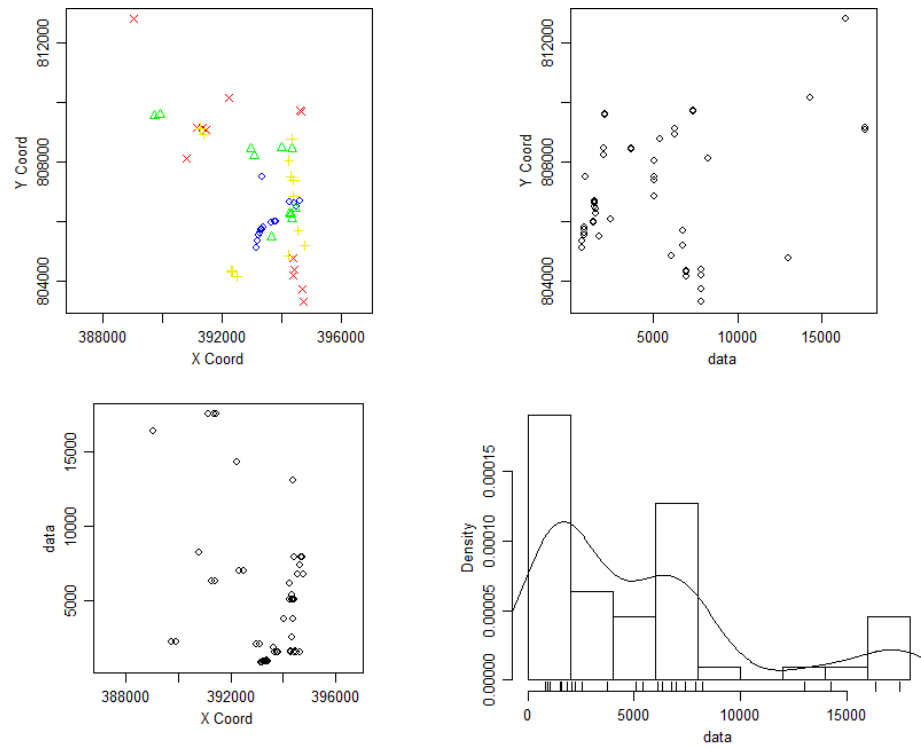 812000
808000
804000
Y Coord
388000 392000 396000
X Coord
812000
808000
804000
Y Coord
5000 10000 15000
data
15000
10000
5000
data
388000 392000 396000
X Coord
0.00015
0.00010
0.00005
0.00000
Density
0 5000 10000 15000
data